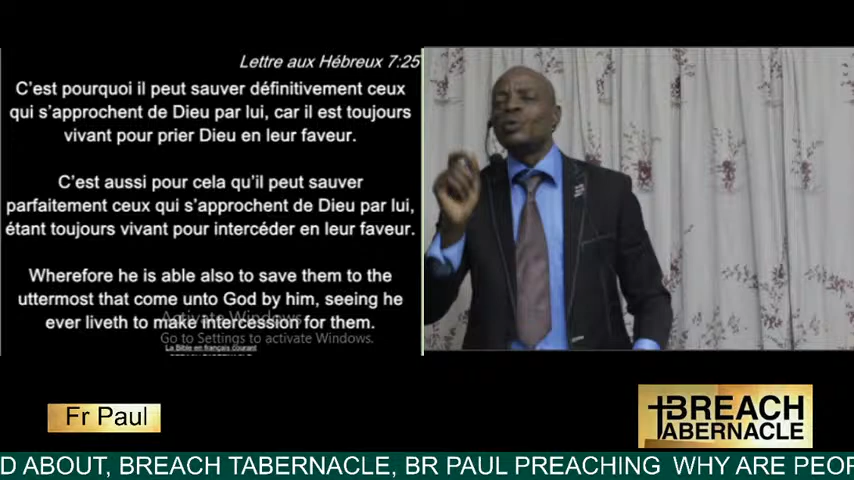 Lettre aux Hébreux 7:25
C'est pourquoi il peut sauver définitivement ceux
qui s'approchent de Dieu par lui, car il est toujours
vivant pour prier Dieu en leur faveur.
C'est aussi pour cela qu'il peut sauver
parfaitement ceux qui s'approchent de Dieu par lui,
étant toujours vivant pour intercéder en leur faveur.
Wherefore he is able also to save them to the
uttermost that come unto God by him, seeing he
ever liveth to make intercession for them.
Activate Windows
Go to Settings to activate Windows.
La Bible en français courant
Fr Paul
BREACH
TABERNACLE
D ABOUT, BREACH TABERNACLE, BR PAUL PREACHING WHY ARE PEOP